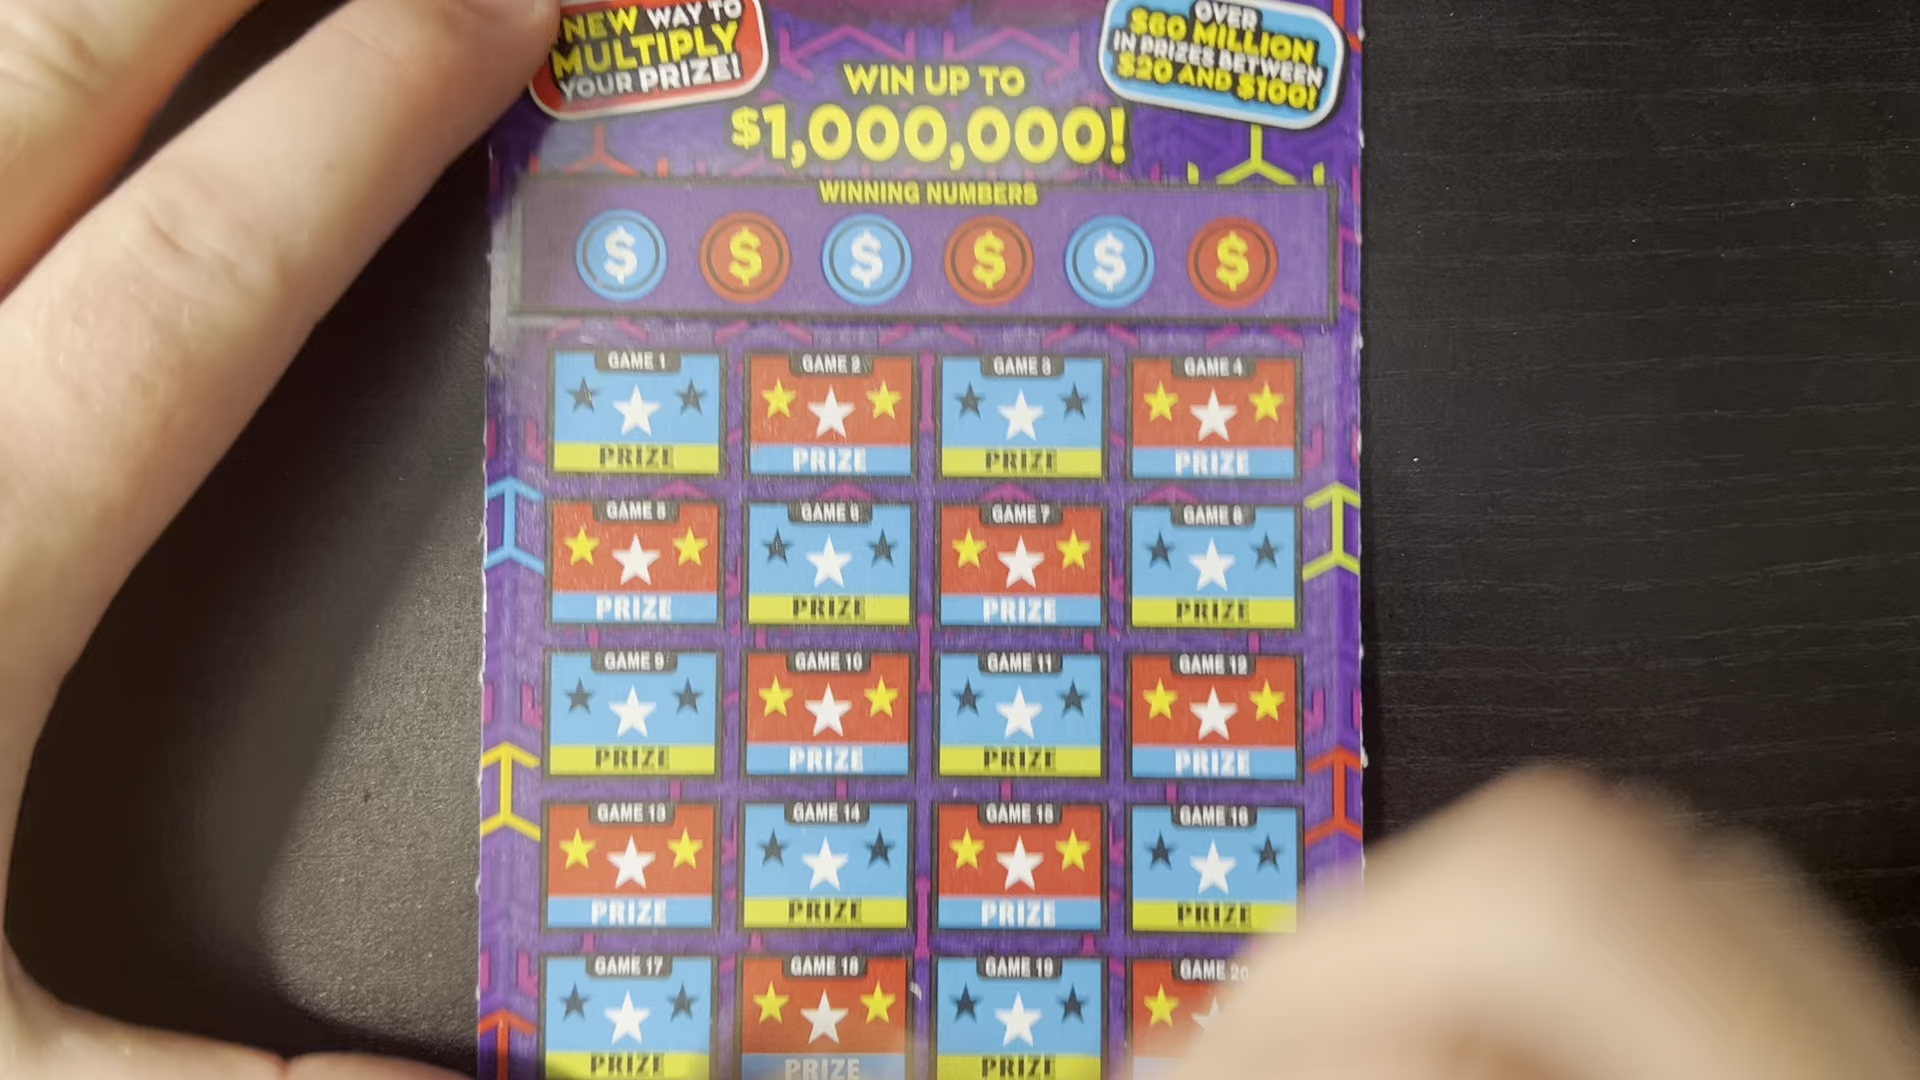 NEW WAY TO
MULTIPLY
YOUR PRIZE!
OVER
$60 MILLION
IN PRIZES BETWEEN
$20 AND $100!
WIN UP TO
$1,000,000!
WINNING NUMBERS
$ $ $ $ $ $
GAME 1 GAME 2 GAME 3 GAME 4
PRIZE PRIZE PRIZE PRIZE
GAME 5 GAME 6 GAME 7 GAME 8
PRIZE PRIZE PRIZE PRIZE
GAME 9 GAME 10 GAME 11 GAME 12
PRIZE PRIZE PRIZE PRIZE
GAME 13 GAME 14 GAME 15 GAME 16
PRIZE PRIZE PRIZE PRIZE
GAME 17 GAME 18 GAME 19 GAME 20
PRIZE PRIZE PRIZE